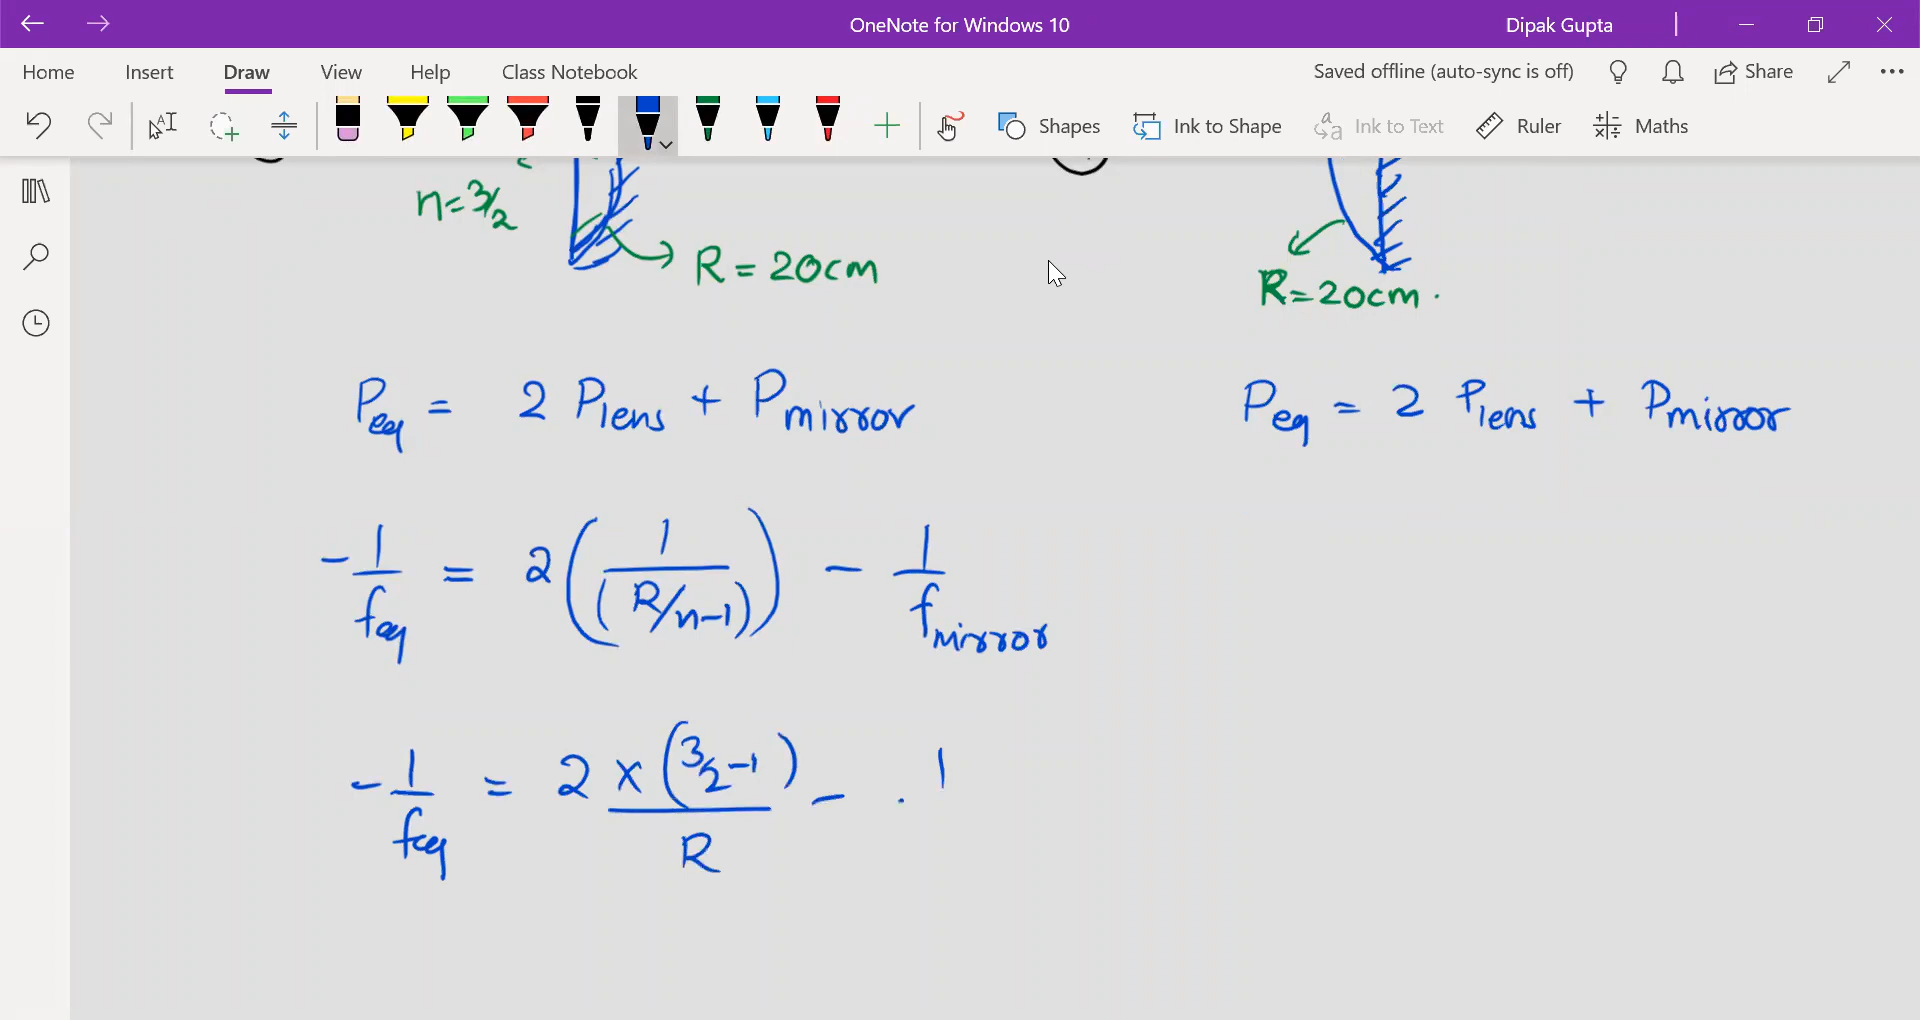 OneNote for Windows 10
Dipak Gupta
Home Insert Draw View Help Class Notebook
Saved offline (auto-sync is off) Share
Shapes Ink to Shape Ink to Text Ruler Maths
n=3/2
R = 20cm
R=20cm.
Peq = 2 Plens + Pmirror
Peq = 2 Plens + Pmirror
-1/feq = 2(1/(R/n-1)) - 1/fmirror
-1/feq = 2 x (3/2-1)/R - . 1